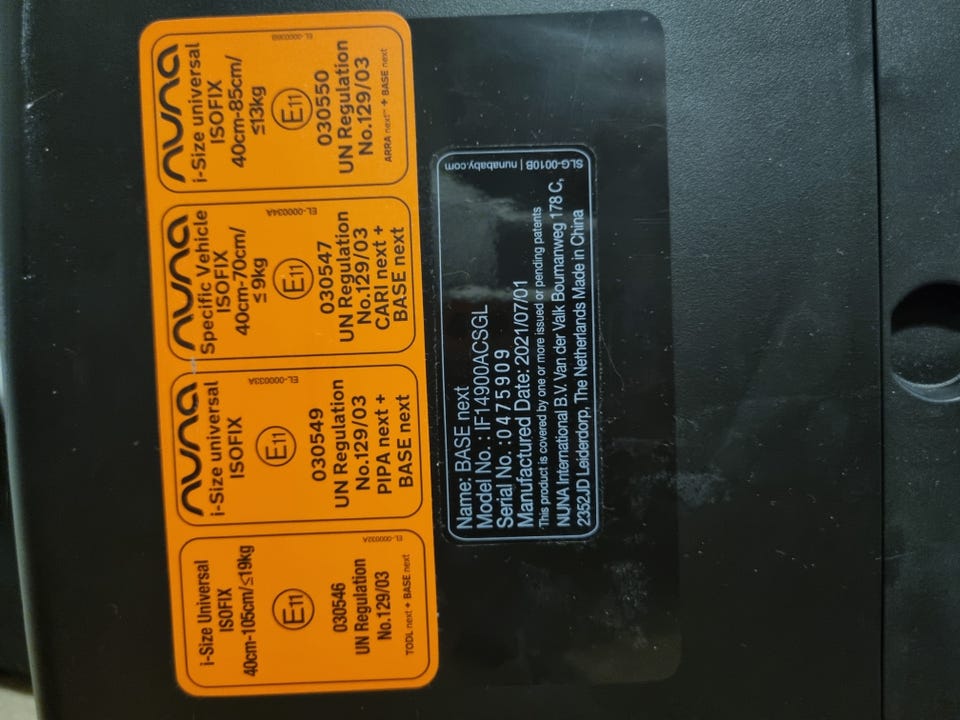 i-Size Universal
ISOFIX
40cm-105cm/≤19kg
E11
030546
UN Regulation
No.129/03
TODL next + BASE next
EL-000032A
nuna
i-Size universal
ISOFIX
E11
030549
UN Regulation
No.129/03
PIPA next +
BASE next
EL-000033A
nuna
Specific Vehicle
ISOFIX
40cm-70cm/
≤9kg
E11
030547
UN Regulation
No.129/03
CARI next +
BASE next
EL-000034A
nuna
i-Size universal
ISOFIX
40cm-85cm/
≤13kg
E11
030550
UN Regulation
No.129/03
ARRA next™ + BASE next
Name: BASE next
Model No.: IF14900ACSGL
Serial No. :0475909
Manufactured Date: 2021/07/01
This product is covered by one or more issued or pending patents
NUNA International B.V. Van der Valk Boumanweg 178 C,
2352JD Leiderdorp, The Netherlands Made in China
SLG-0010B | nunababy.com